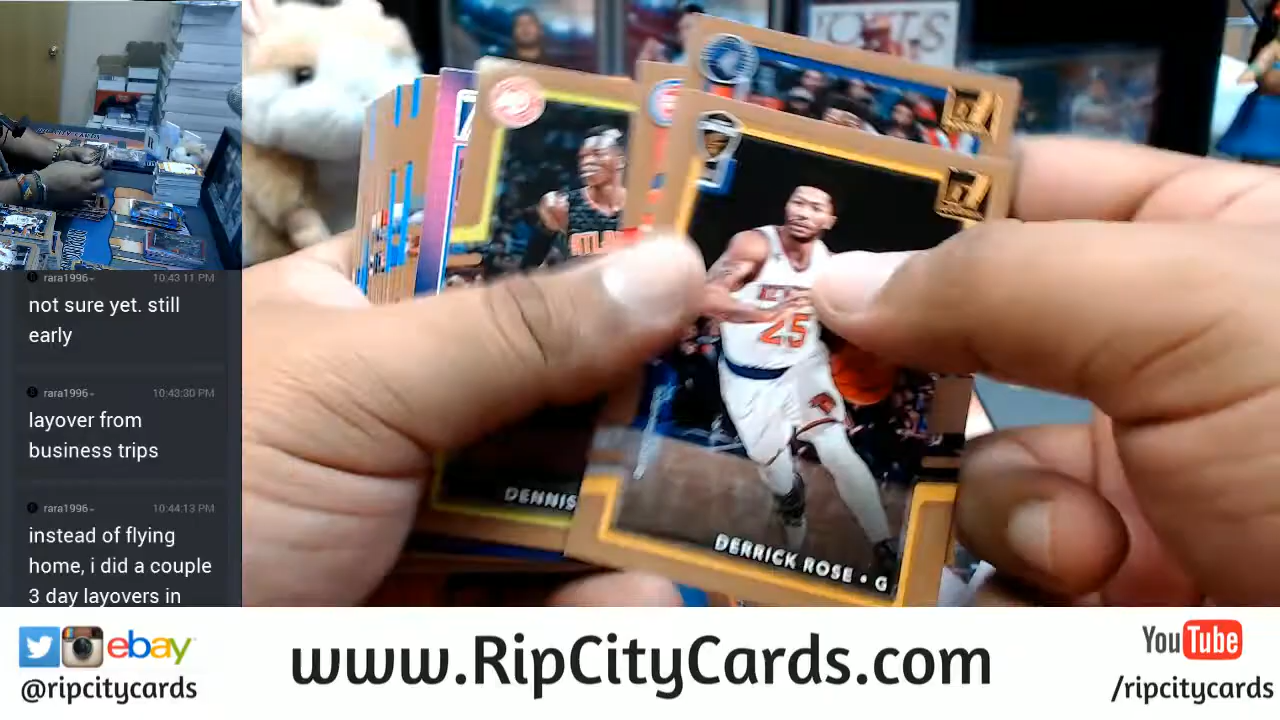 rara1996 10:43:11 PM
not sure yet. still
early
rara1996 10:43:30 PM
layover from
business trips
rara1996 10:44:13 PM
instead of flying
home, i did a couple
3 day layovers in
DENNIS
25
DERRICK ROSE • G
ebay
@ripcitycards
www.RipCityCards.com
YouTube
/ripcitycards